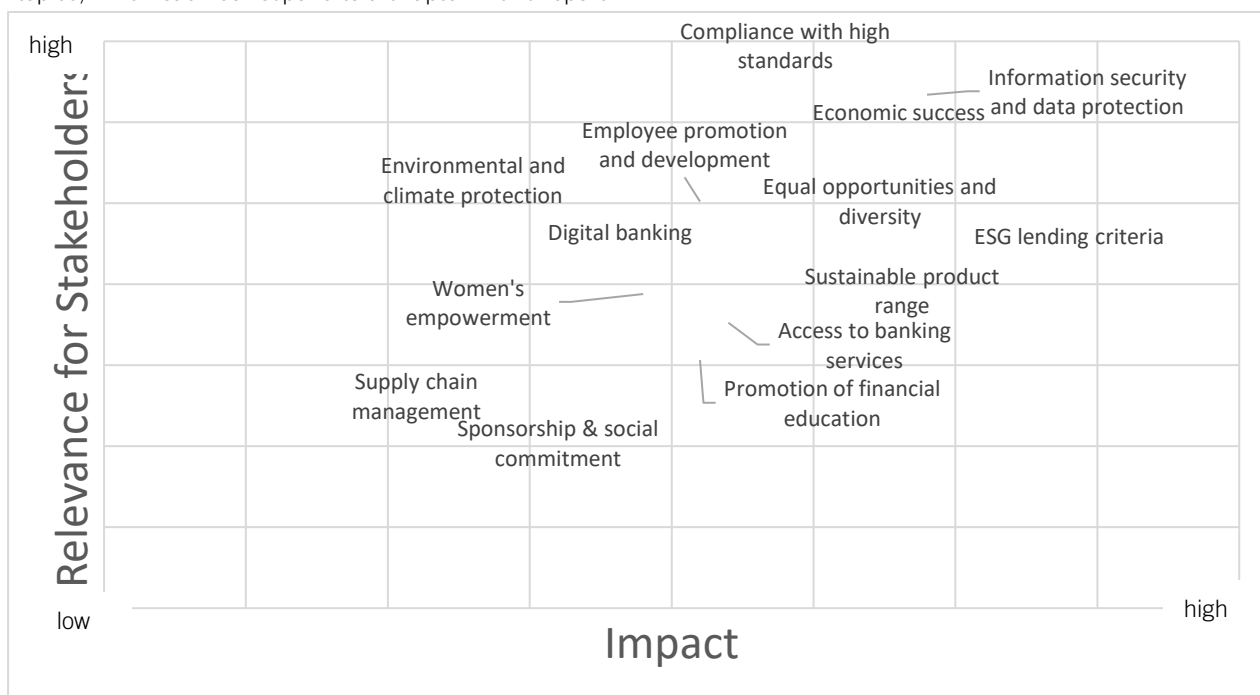 high
Compliance with high
standards
Information security
and data protection
Economic success
Employee promotion
and development
Environmental and
climate protection
Equal opportunities and
diversity
Digital banking
ESG lending criteria
Sustainable product
range
Women's
empowerment
Access to banking
services
Supply chain
management
Promotion of financial
education
Sponsorship & social
commitment
Relevance for Stakeholders
low
high
Impact